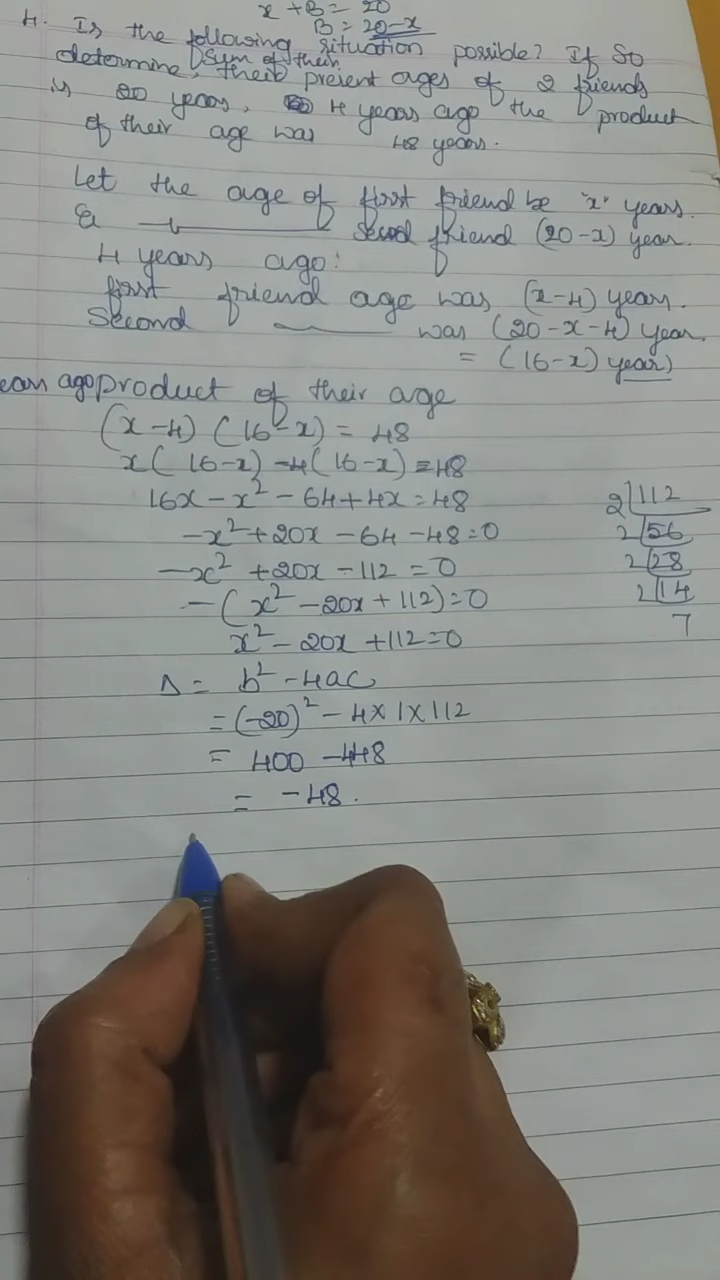 x + B = 20
B = 20-x
4. Is the following situation possible? If So
sum of their
determine, their present ages of 2 friends
is 20 years, 4 years ago the product
of their age was 48 years.
Let the age of first friend be 'x' years.
& — " — second friend (20-x) year.
4 years ago:
first friend age was (x-4) years.
Second — was (20-x-4) year.
= (16-x) year)
ago product of their age
(x-4) (16-x) = 48
x(16-x) -4(16-x) = 48
16x - x² - 64 + 4x = 48
-x² + 20x - 64 - 48 = 0
-x² + 20x - 112 = 0
-(x² - 20x + 112) = 0
x² - 20x + 112 = 0
Δ = b² - 4ac
= (-20)² - 4 x 1 x 112
= 400 - 448
= -48.
2 | 112
2 | 56
2 | 28
2 | 14
7